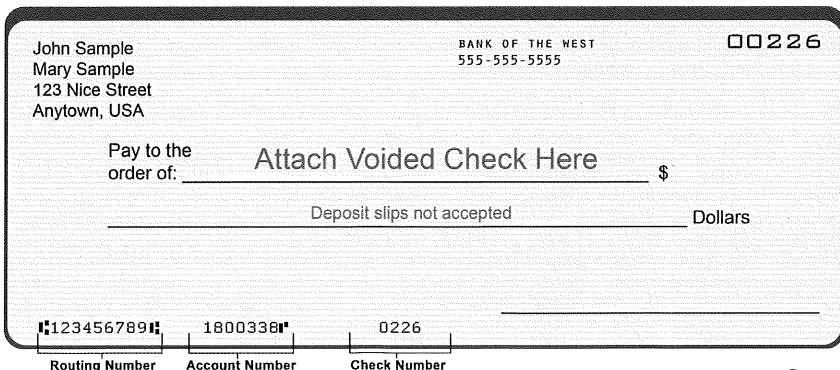 John Sample
Mary Sample
123 Nice Street
Anytown, USA
BANK OF THE WEST
555-555-5555
00226
Pay to the
order of: Attach Voided Check Here $
Deposit slips not accepted Dollars
⑆123456789⑆ 1800338⑈ 0226
Routing Number Account Number Check Number